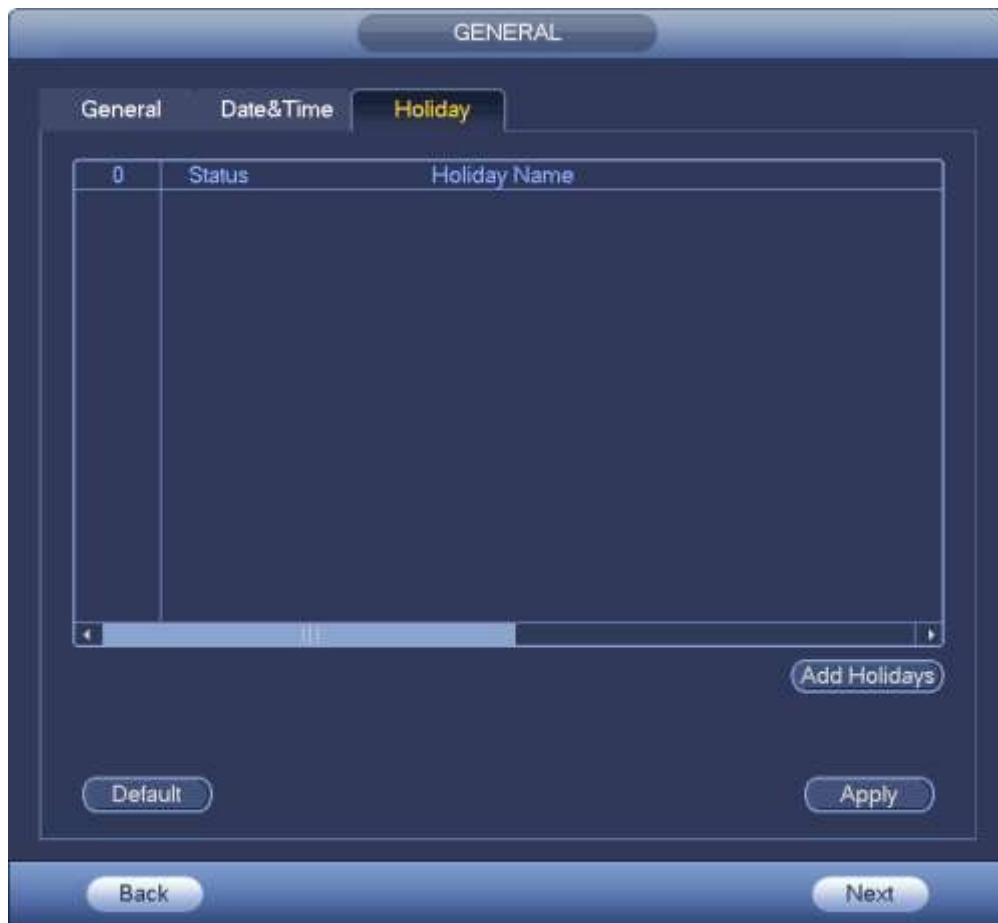 GENERAL
General Date&Time Holiday
0 Status Holiday Name
Add Holidays
Default Apply
Back Next